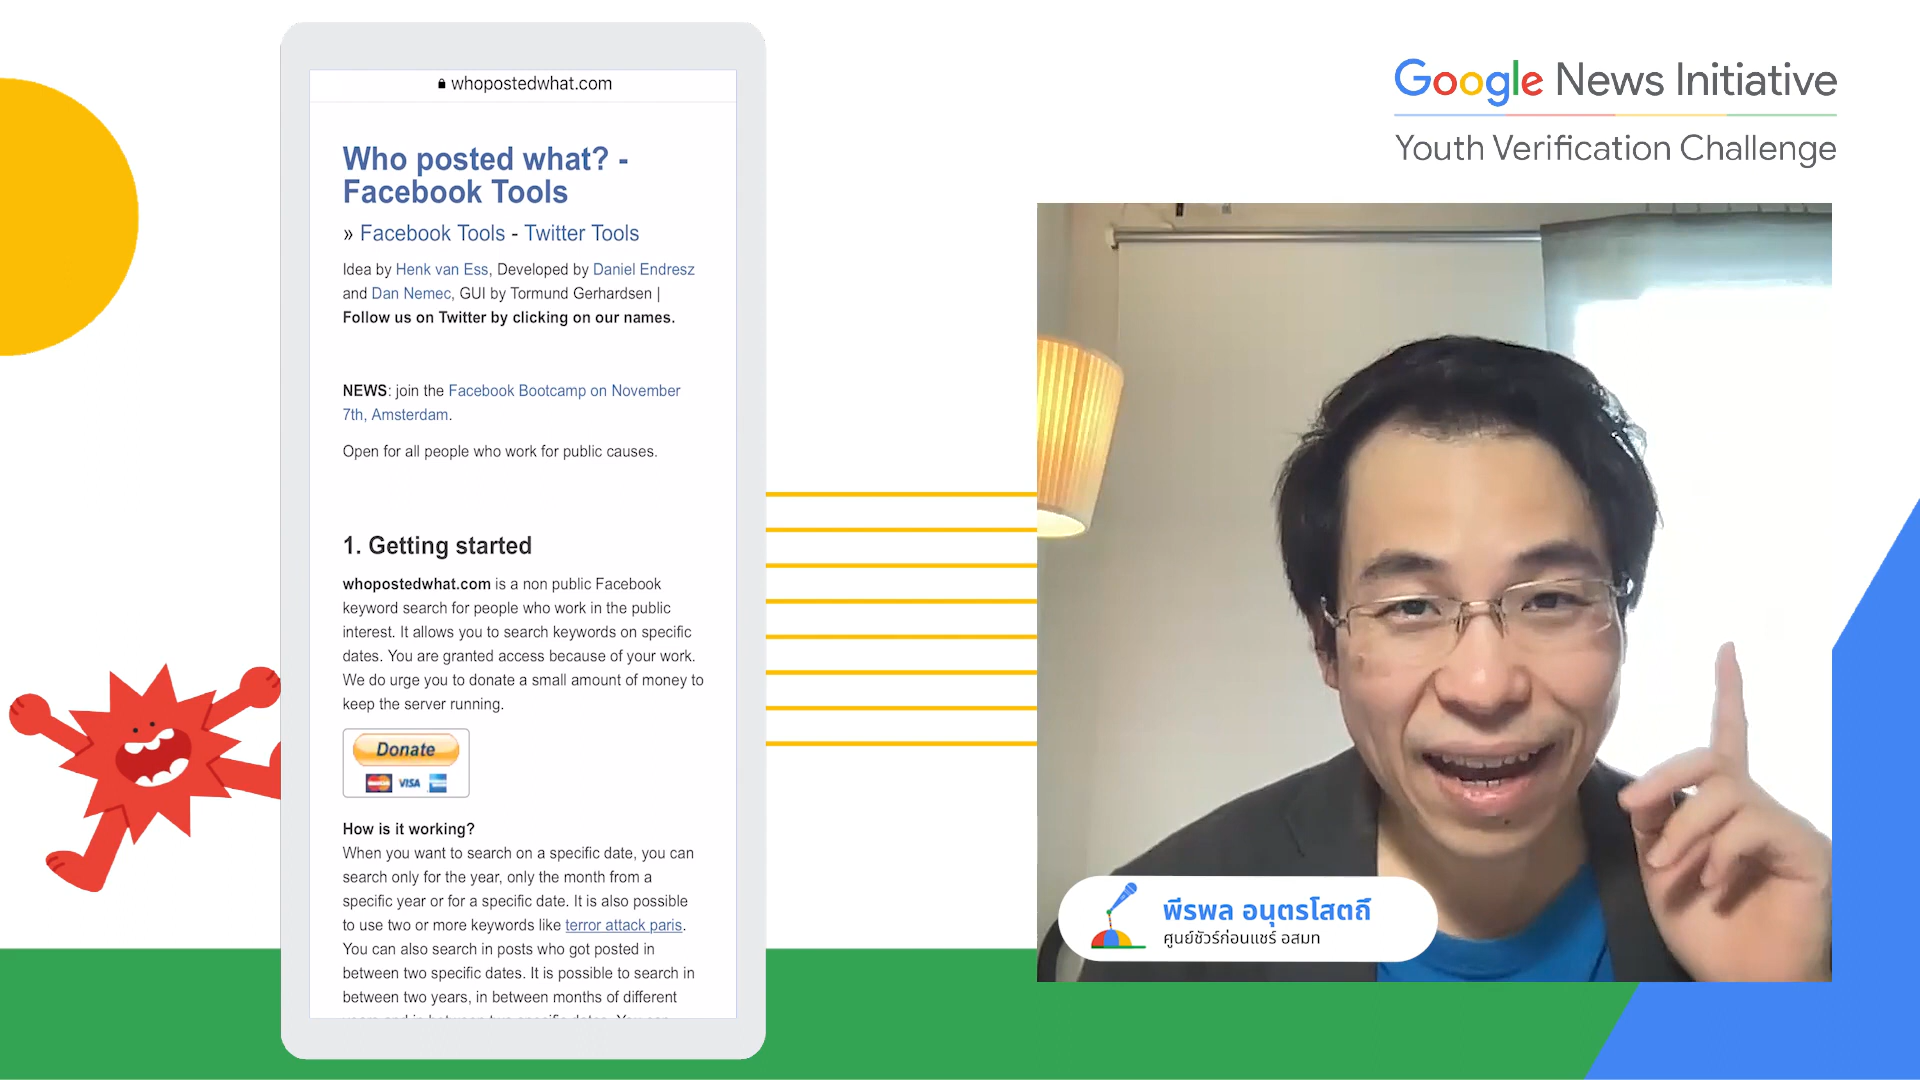 whopostedwhat.com
Who posted what? -
Facebook Tools
» Facebook Tools - Twitter Tools
Idea by Henk van Ess, Developed by Daniel Endresz
and Dan Nemec, GUI by Tormund Gerhardsen |
Follow us on Twitter by clicking on our names.
NEWS: join the Facebook Bootcamp on November
7th, Amsterdam.
Open for all people who work for public causes.
1. Getting started
whopostedwhat.com is a non public Facebook
keyword search for people who work in the public
interest. It allows you to search keywords on specific
dates. You are granted access because of your work.
We do urge you to donate a small amount of money to
keep the server running.
Donate
VISA
How is it working?
When you want to search on a specific date, you can
search only for the year, only the month from a
specific year or for a specific date. It is also possible
to use two or more keywords like terror attack paris.
You can also search in posts who got posted in
between two specific dates. It is possible to search in
between two years, in between months of different
Google News Initiative
Youth Verification Challenge
พีรพล อนุตรโสตถิ์
ศูนย์ชัวร์ก่อนแชร์ อสมท